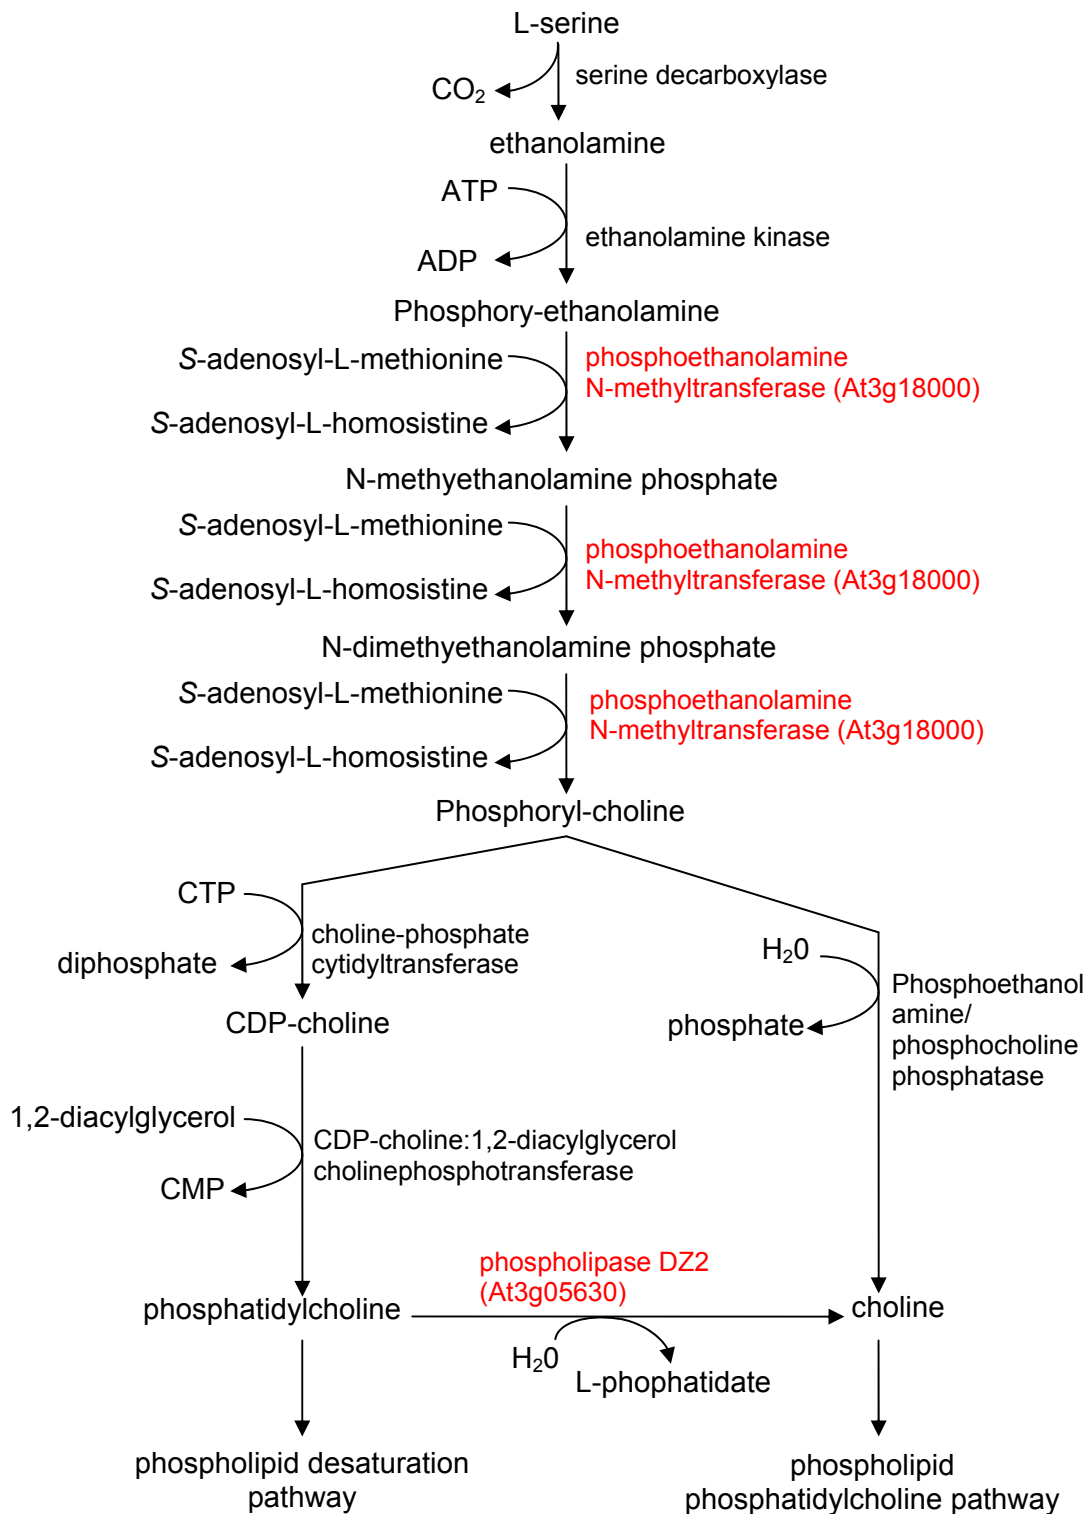 L-serine
serine decarboxylase
CO₂
ethanolamine
ATP
ethanolamine kinase
ADP
Phosphory-ethanolamine
S-adenosyl-L-methionine
phosphoethanolamine
N-methyltransferase (At3g18000)
S-adenosyl-L-homosistine
N-methyethanolamine phosphate
S-adenosyl-L-methionine
phosphoethanolamine
N-methyltransferase (At3g18000)
S-adenosyl-L-homosistine
N-dimethyethanolamine phosphate
S-adenosyl-L-methionine
phosphoethanolamine
N-methyltransferase (At3g18000)
S-adenosyl-L-homosistine
Phosphoryl-choline
CTP
choline-phosphate
cytidyltransferase
diphosphate
H₂0
Phosphoethanol
amine/
phosphocholine
phosphatase
phosphate
CDP-choline
1,2-diacylglycerol
CDP-choline:1,2-diacylglycerol
cholinephosphotransferase
CMP
phospholipase DZ2
(At3g05630)
phosphatidylcholine
choline
H₂0
L-phophatidate
phospholipid desaturation
pathway
phospholipid
phosphatidylcholine pathway